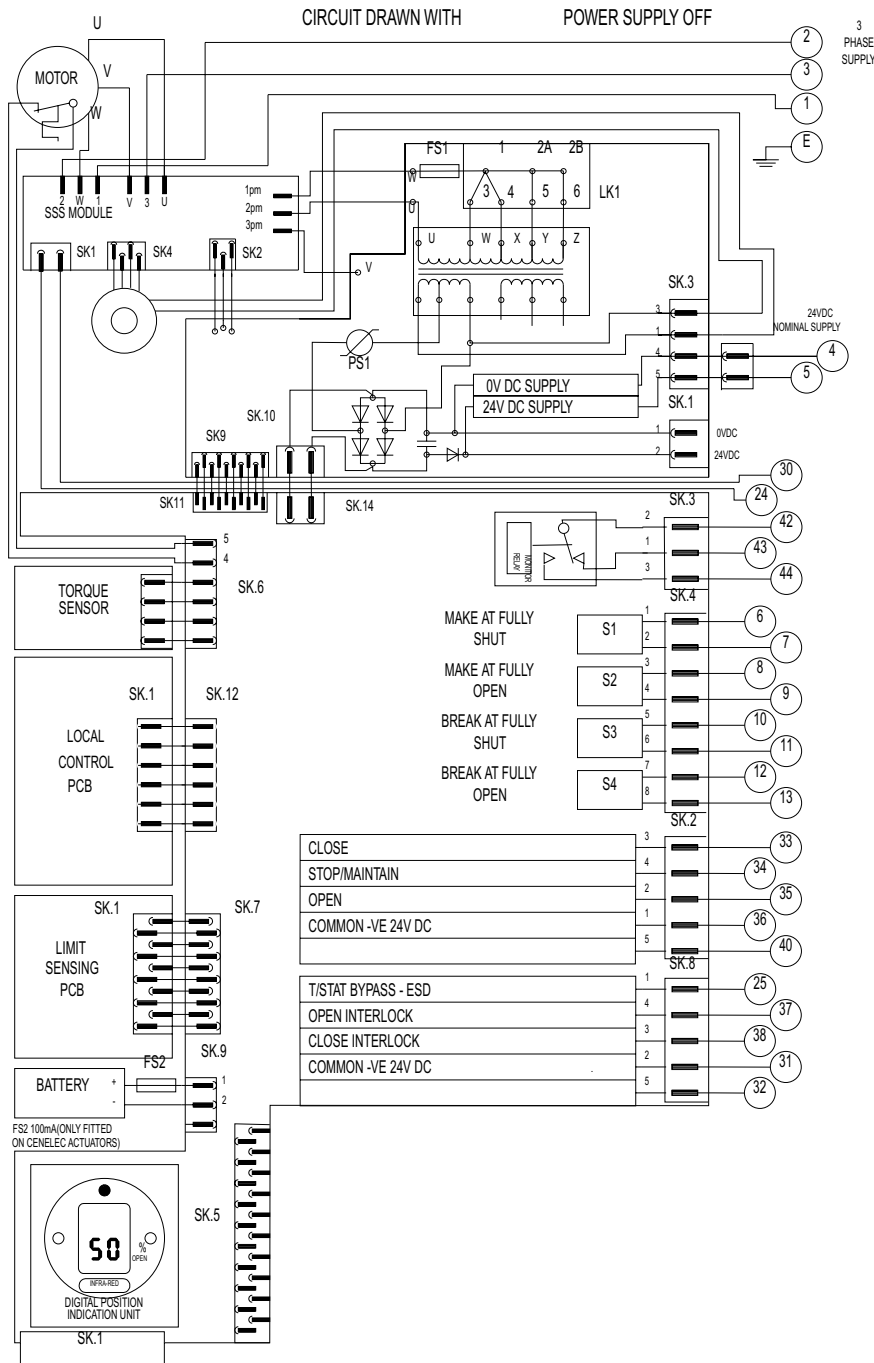 CIRCUIT DRAWN WITH POWER SUPPLY OFF
U
2
3
PHASE
SUPPLY
MOTOR
V
3
W
1
E
FS1
1 2A 2B
W
3 4 5 6
LK1
1pm
2pm
3pm
2 W 1 V 3 U
SSS MODULE
U
U W X Y Z
SK1
SK4
SK2
V
SK.3
3
1
4
5
24VDC
NOMINAL SUPPLY
4
5
PS1
0V DC SUPPLY
24V DC SUPPLY
SK.1
1 0VDC
2 24VDC
SK.10
SK9
SK11
SK.14
30
24
SK.3
2 42
1 43
3 44
MONITOR
RELAY
5
4
SK.6
TORQUE
SENSOR
SK.4
MAKE AT FULLY
SHUT
S1
1 6
2 7
MAKE AT FULLY
OPEN
S2
3 8
4 9
BREAK AT FULLY
SHUT
S3
5 10
6 11
BREAK AT FULLY
OPEN
S4
7 12
8 13
SK.1 SK.12
LOCAL
CONTROL
PCB
SK.2
CLOSE 3 33
STOP/MAINTAIN 4 34
OPEN 2 35
COMMON -VE 24V DC 1 36
5 40
SK.1 SK.7
LIMIT
SENSING
PCB
SK.8
T/STAT BYPASS - ESD 1 25
OPEN INTERLOCK 4 37
CLOSE INTERLOCK 3 38
COMMON -VE 24V DC 2 31
5 32
SK.9
FS2
BATTERY + -
1
2
FS2 100mA(ONLY FITTED
ON CENELEC ACTUATORS)
SK.5
50
%
OPEN
INFRA-RED
DIGITAL POSITION
INDICATION UNIT
SK.1